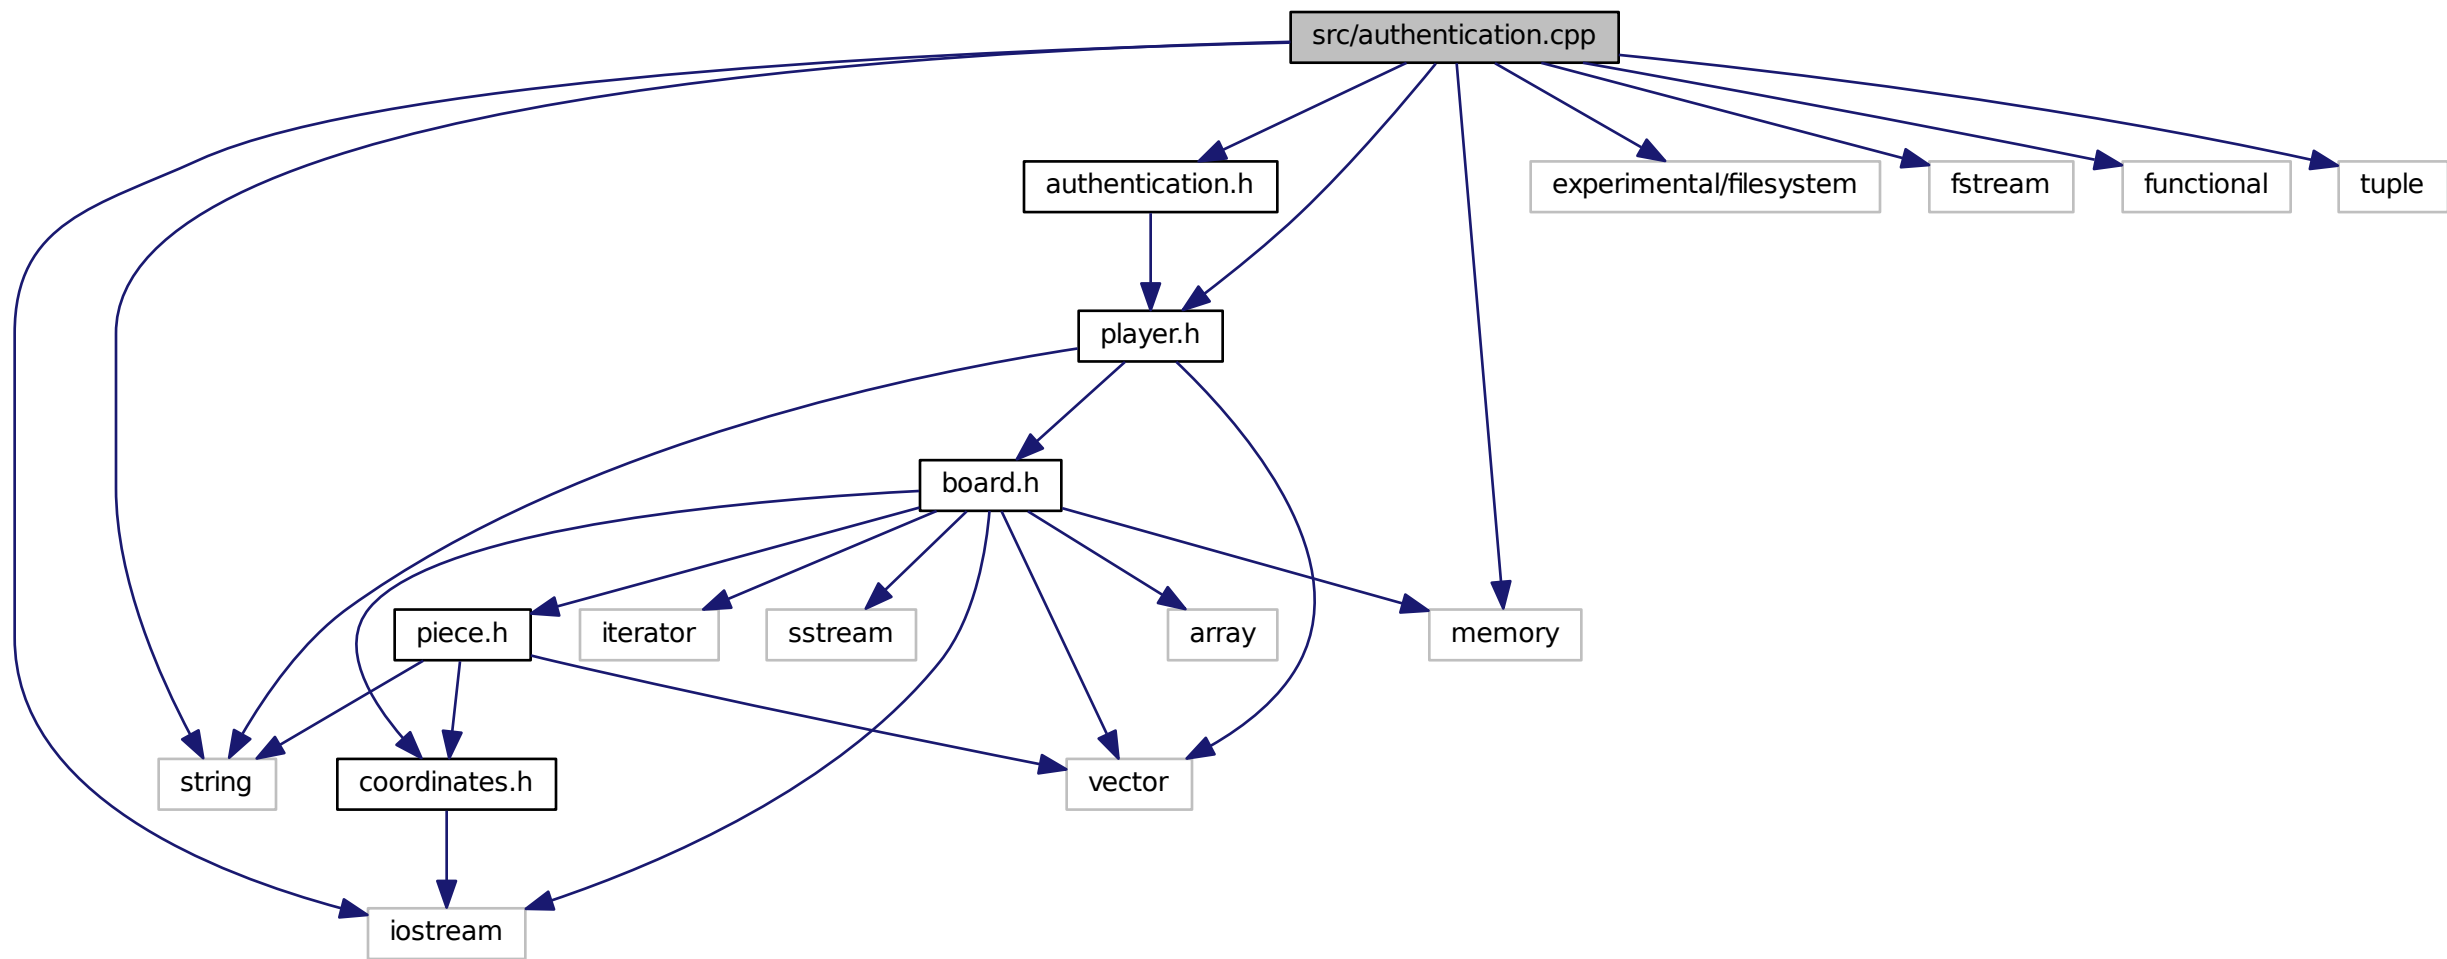 src/authentication.cpp
authentication.h
experimental/filesystem
fstream
functional
tuple
player.h
board.h
piece.h
iterator
sstream
array
memory
string
coordinates.h
vector
iostream